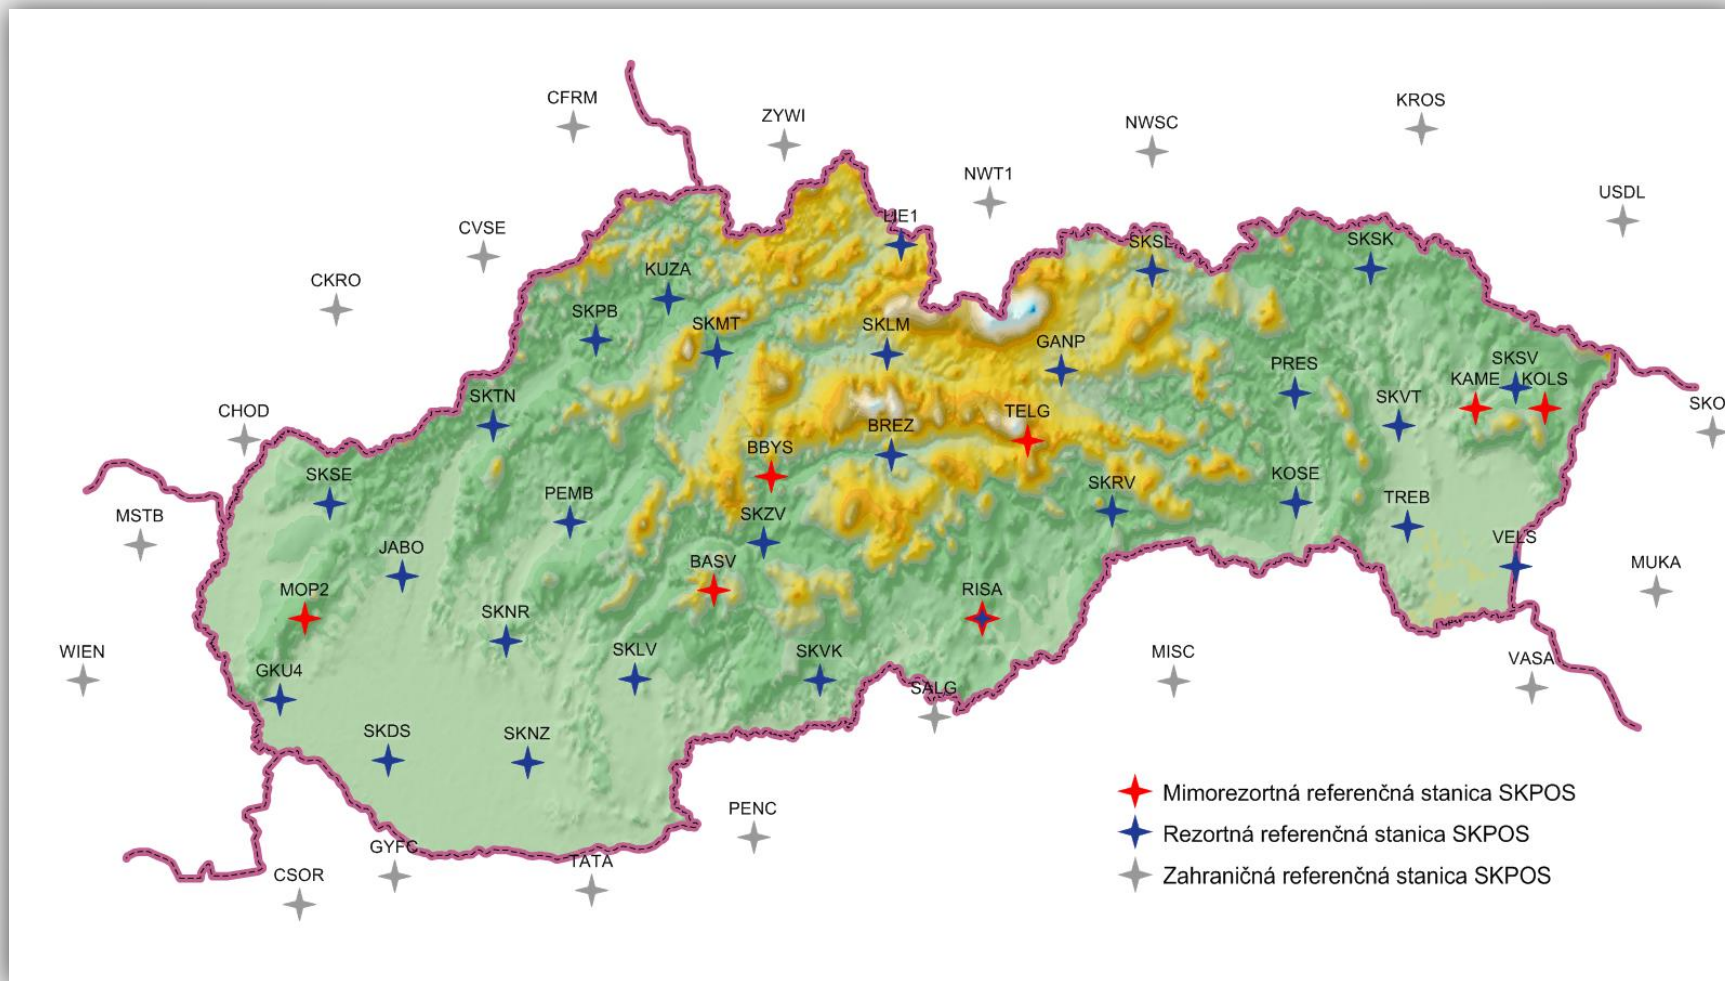 CFRM
KROS
ZYWI
NWSC
NWT1
USDL
LIE1
CVSE
SKSL
SKSK
KUZA
CKRO
SKPB
SKMT
SKLM
GANP
PRES
SKSV
KAME
KOLS
SKTN
SKVT
SKO
CHOD
TELG
BREZ
BBYS
SKSE
KOSE
SKRV
PEMB
TREB
MSTB
SKZV
VELS
JABO
BASV
MUKA
MOP2
RISA
SKNR
WIEN
SKLV
SKVK
MISC
VASA
GKU4
SALG
SKDS
SKNZ
Mimorezortná referenčná stanica SKPOS
PENC
Rezortná referenčná stanica SKPOS
GYFC
TATA
CSOR
Zahraničná referenčná stanica SKPOS